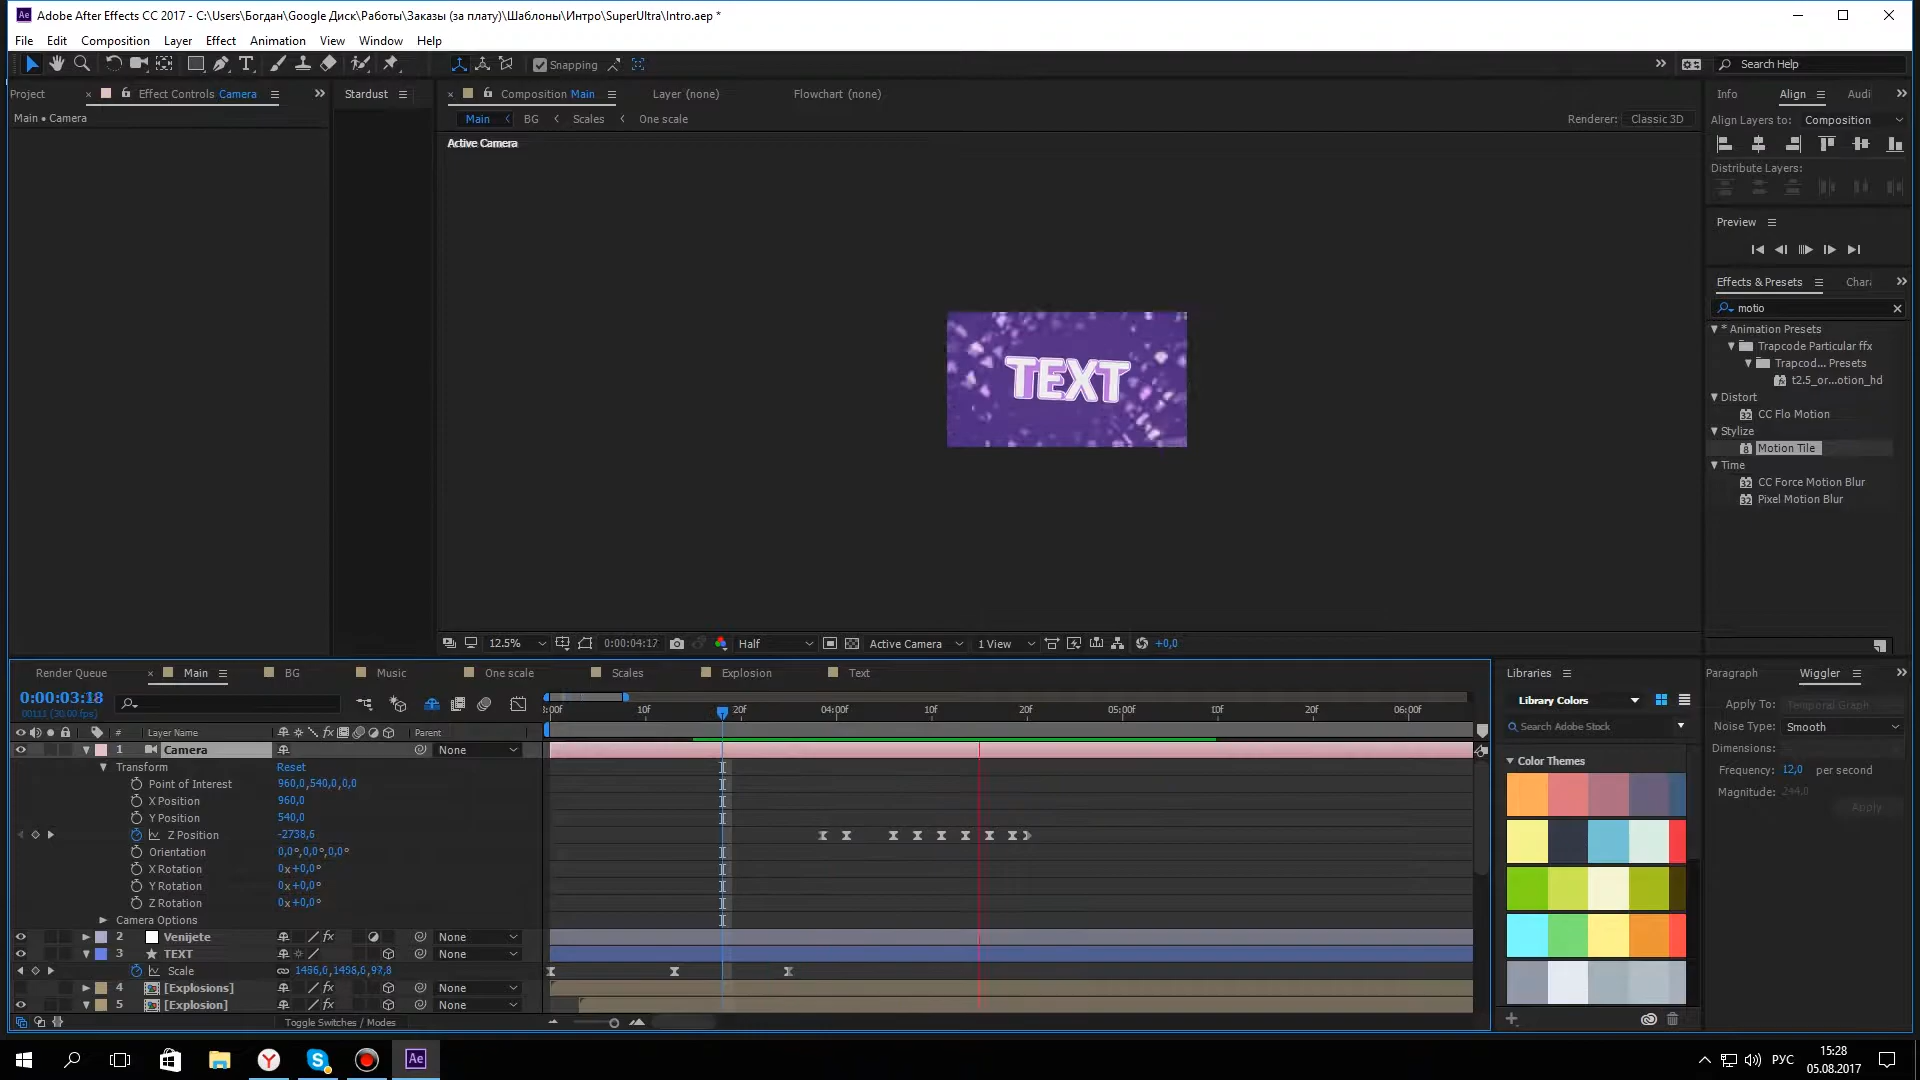 Adobe After Effects CC 2017 - C:\Users\Богдан\Google Диск\Работы\Заказы (за плату)\Шаблоны\Интро\SuperUltra\Intro.aep *
File Edit Composition Layer Effect Animation View Window Help
Snapping
Search Help
Project
Effect Controls Camera
Stardust
Composition Main
Layer (none)
Flowchart (none)
Info
Align
Audi
Main • Camera
Main
BG
Scales
One scale
Renderer: Classic 3D
Align Layers to: Composition
Active Camera
Distribute Layers:
Preview
Effects & Presets
Chara
motio
* Animation Presets
Trapcode Particular ffx
Trapcod... Presets
t2.5_or...otion_hd
Distort
CC Flo Motion
Stylize
Motion Tile
Time
CC Force Motion Blur
Pixel Motion Blur
TEXT
12.5%
0:00:04:17
Half
Active Camera
1 View
+0,0
Render Queue
Main
BG
Music
One scale
Scales
Explosion
Text
Libraries
Paragraph
Wiggler
0:00:03:18
00111 (30.00 fps)
10f
20f
04:00f
10f
20f
05:00f
20f
06:00f
Library Colors
Search Adobe Stock
Apply To: Temporal Graph
Noise Type: Smooth
Dimensions:
Frequency: 12,0 per second
Magnitude: 244,0
Apply
# Layer Name
Parent
1 Camera None
Transform Reset
Point of Interest 960,0,540,0,0,0
X Position 960,0
Y Position 540,0
Z Position -2738,6
Orientation 0,0°,0,0°,0,0°
X Rotation 0x+0,0°
Y Rotation 0x+0,0°
Z Rotation 0x+0,0°
Camera Options
2 Venijete fx None
3 TEXT None
Scale
4 [Explosions] fx None
5 [Explosion] fx None
Toggle Switches / Modes
Color Themes
РУС
15:28
05.08.2017